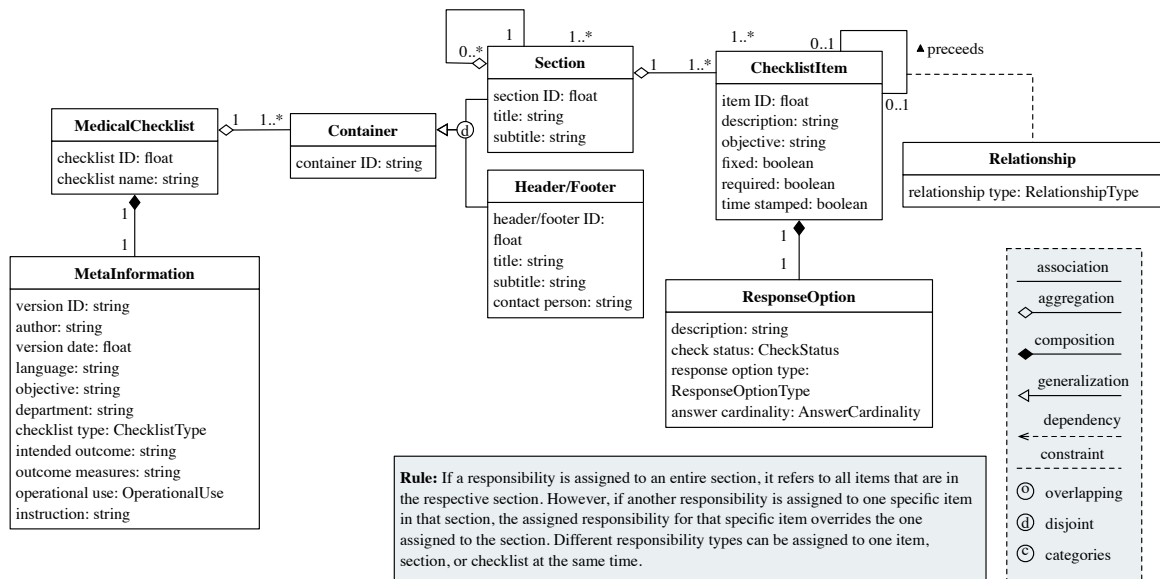 1
0..*
1..*
Section
section ID: float
title: string
subtitle: string
1
1..*
1..*
0..1
0..1
▲ preceeds
ChecklistItem
item ID: float
description: string
objective: string
fixed: boolean
required: boolean
time stamped: boolean
MedicalChecklist
checklist ID: float
checklist name: string
1
1..*
Container
container ID: string
d
Relationship
relationship type: RelationshipType
Header/Footer
header/footer ID:
float
title: string
subtitle: string
contact person: string
1
1
MetaInformation
version ID: string
author: string
version date: float
language: string
objective: string
department: string
checklist type: ChecklistType
intended outcome: string
outcome measures: string
operational use: OperationalUse
instruction: string
1
1
ResponseOption
description: string
check status: CheckStatus
response option type:
ResponseOptionType
answer cardinality: AnswerCardinality
association
aggregation
composition
generalization
dependency
constraint
o overlapping
d disjoint
c categories
Rule: If a responsibility is assigned to an entire section, it refers to all items that are in
the respective section. However, if another responsibility is assigned to one specific item
in that section, the assigned responsibility for that specific item overrides the one
assigned to the section. Different responsibility types can be assigned to one item,
section, or checklist at the same time.